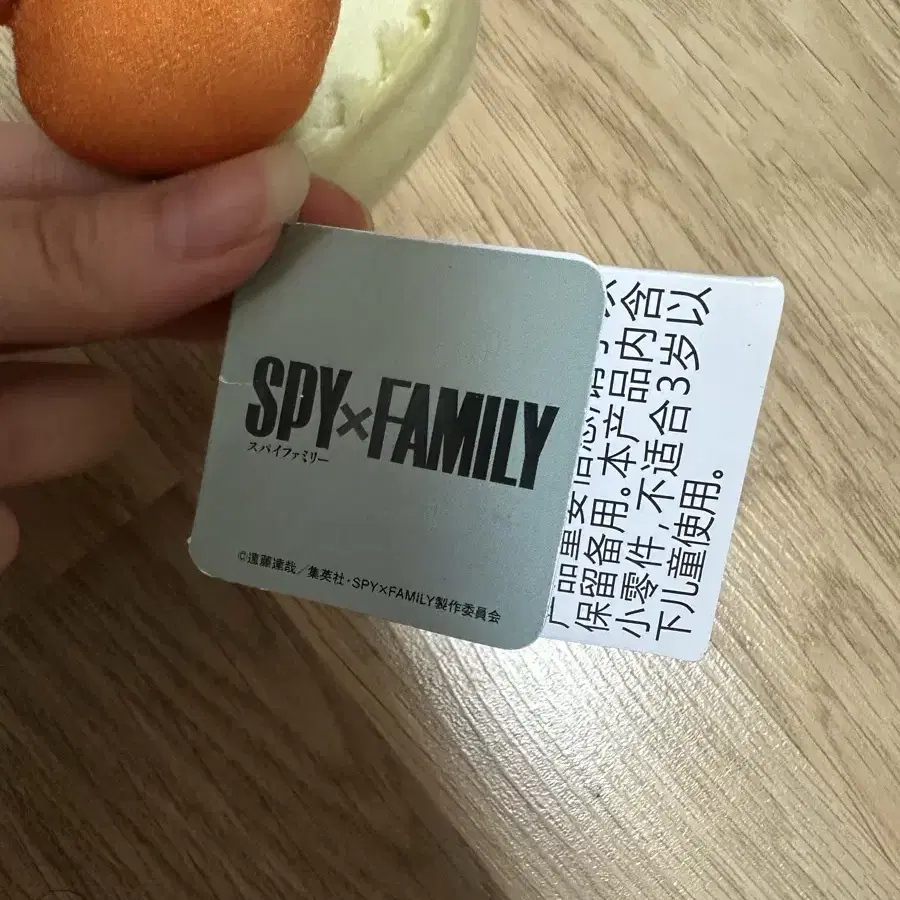 SPY×FAMILY
スパイファミリー
©遠藤達哉／集英社・SPY×FAMILY製作委員会
保留备用。本产品内含
小零件，不适合3岁以
下儿童使用。